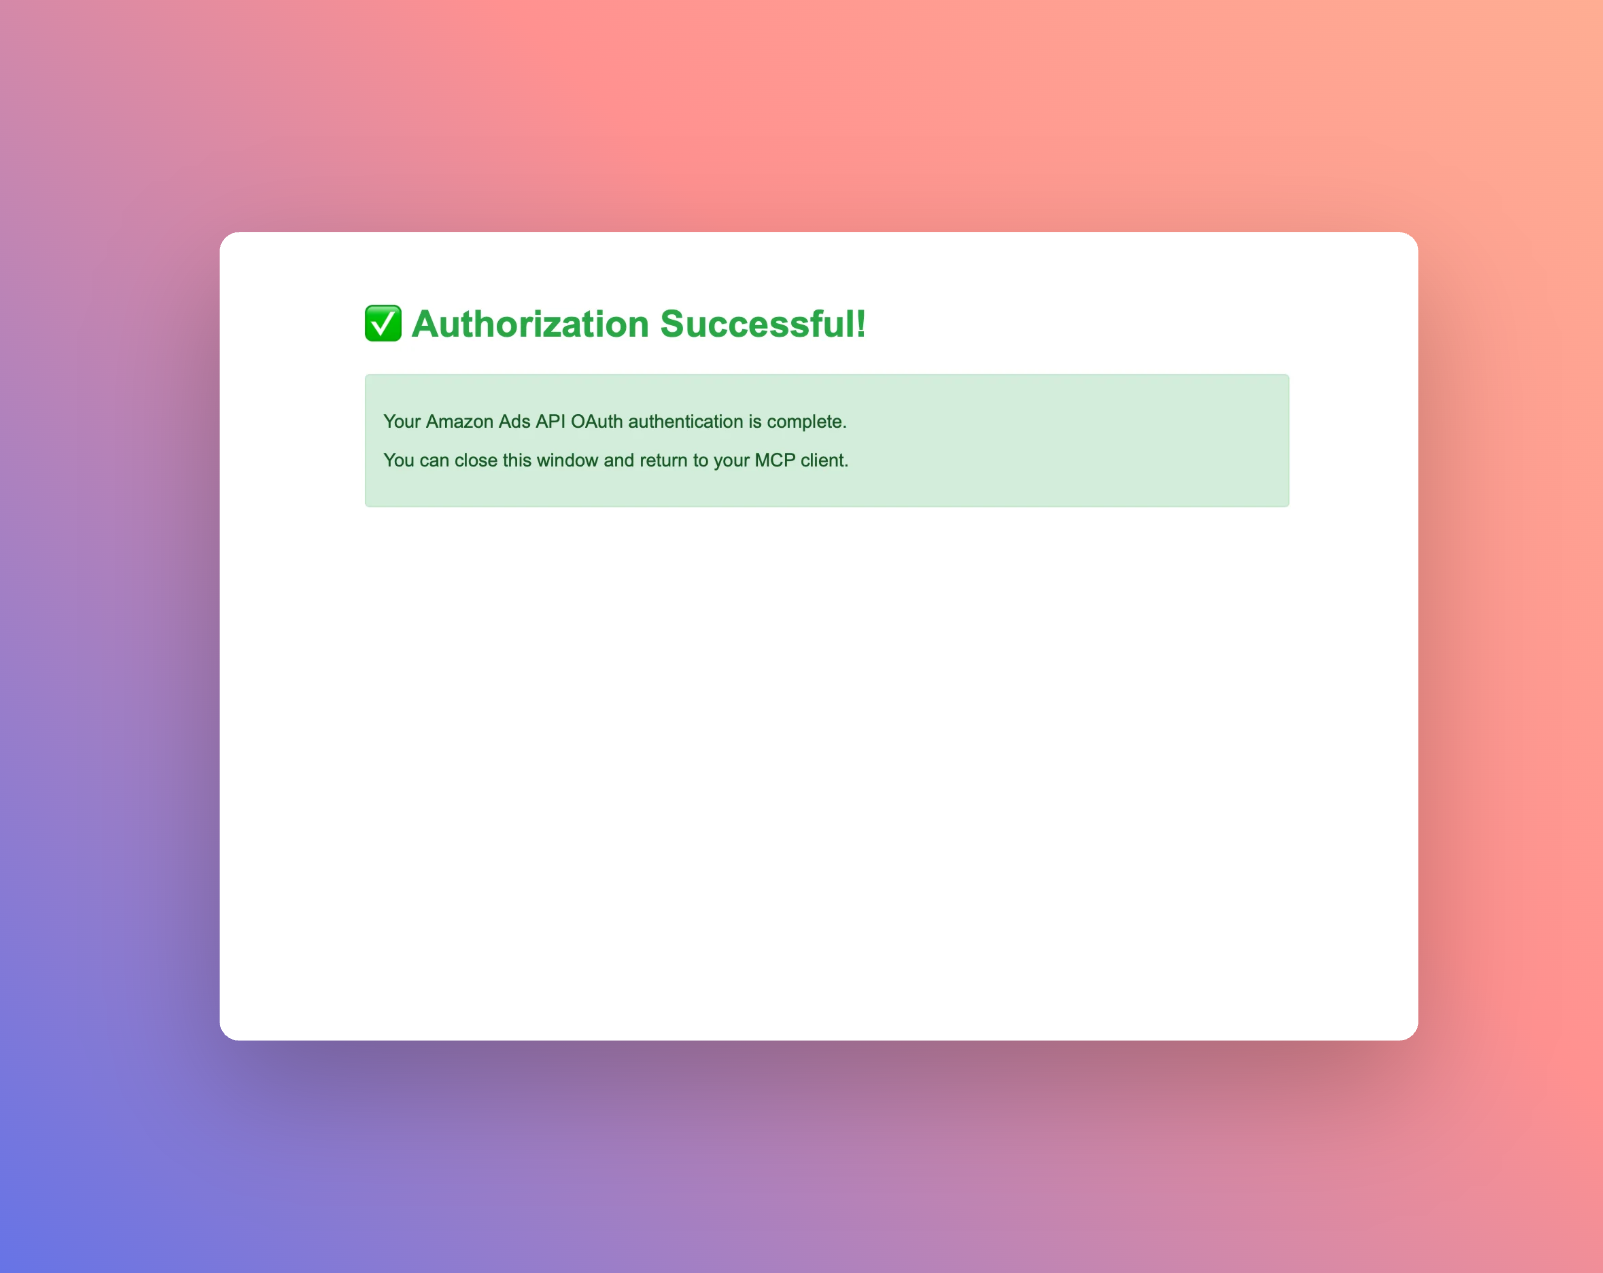 ✅ Authorization Successful!
Your Amazon Ads API OAuth authentication is complete.
You can close this window and return to your MCP client.